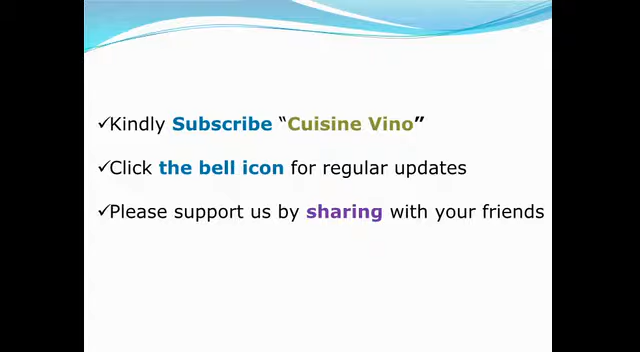 ✓Kindly Subscribe “Cuisine Vino”
✓Click the bell icon for regular updates
✓Please support us by sharing with your friends